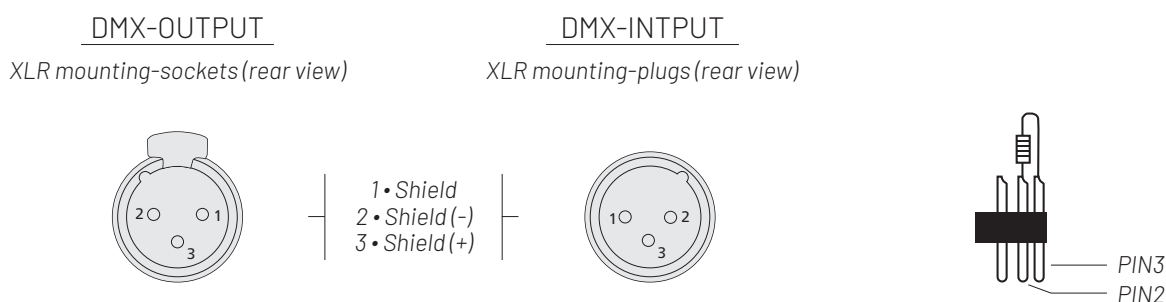 DMX-OUTPUT
XLR mounting-sockets (rear view)
2
1
3
1 • Shield
2 • Shield (-)
3 • Shield (+)
DMX-INTPUT
XLR mounting-plugs (rear view)
1
2
3
PIN3
PIN2